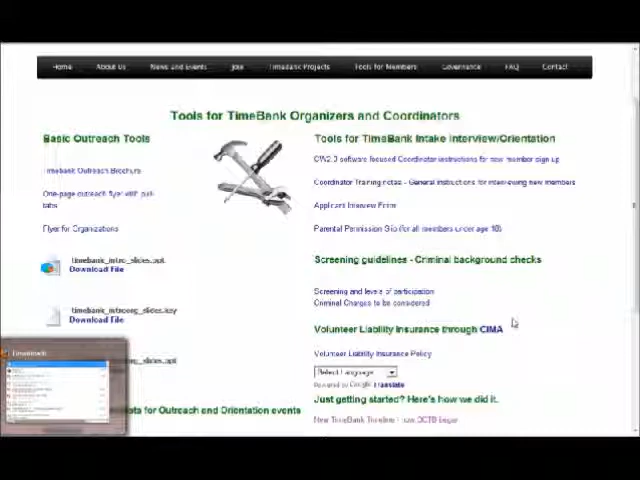 Home About Us News and Events Join TimeBank Projects Tools for Members Governance FAQ Contact
Tools for TimeBank Organizers and Coordinators
Basic Outreach Tools
Timebank Outreach Brochure
One-page outreach flyer with pull-
tabs
Flyer for Organizations
timebank_intro_slides.ppt
Download File
Download File
Tools for TimeBank Intake Interview/Orientation
CW2.0 software focused Coordinator instructions for new member sign up
Coordinator Training notes - General instructions for interviewing new members
Applicant Interview Form
Parental Permission Slip (for all members under age 18)
Screening guidelines - Criminal background checks
Screening and levels of participation
Criminal Charges to be considered
Volunteer Liability Insurance through CIMA
Volunteer Liability Insurance Policy
Select Language
Powered by Google Translate
for Outreach and Orientation events
Just getting started? Here's how we did it.
New TimeBank Timeline - how OCTB began